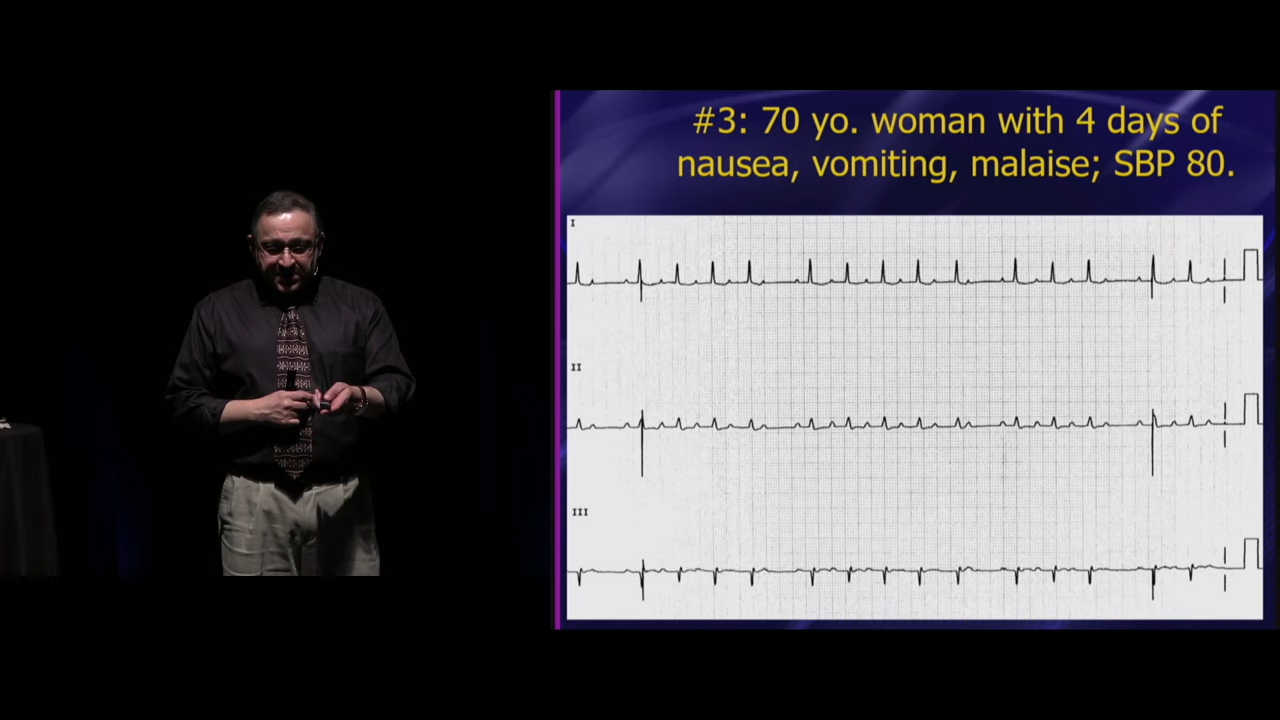 #3: 70 yo. woman with 4 days of
nausea, vomiting, malaise; SBP 80.
I
II
III